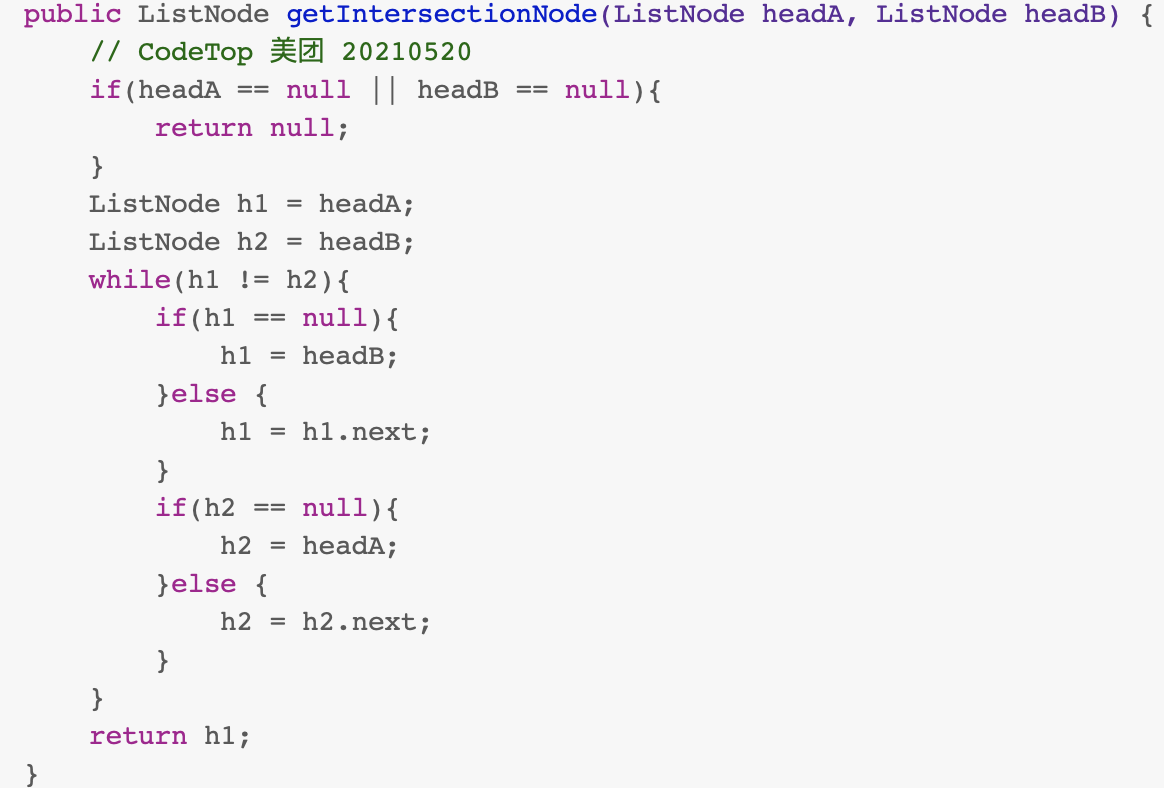 public ListNode getIntersectionNode(ListNode headA, ListNode headB) {
    // CodeTop 美团 20210520
    if(headA == null || headB == null){
        return null;
    }
    ListNode h1 = headA;
    ListNode h2 = headB;
    while(h1 != h2){
        if(h1 == null){
            h1 = headB;
        }else {
            h1 = h1.next;
        }
        if(h2 == null){
            h2 = headA;
        }else {
            h2 = h2.next;
        }
    }
    return h1;
}